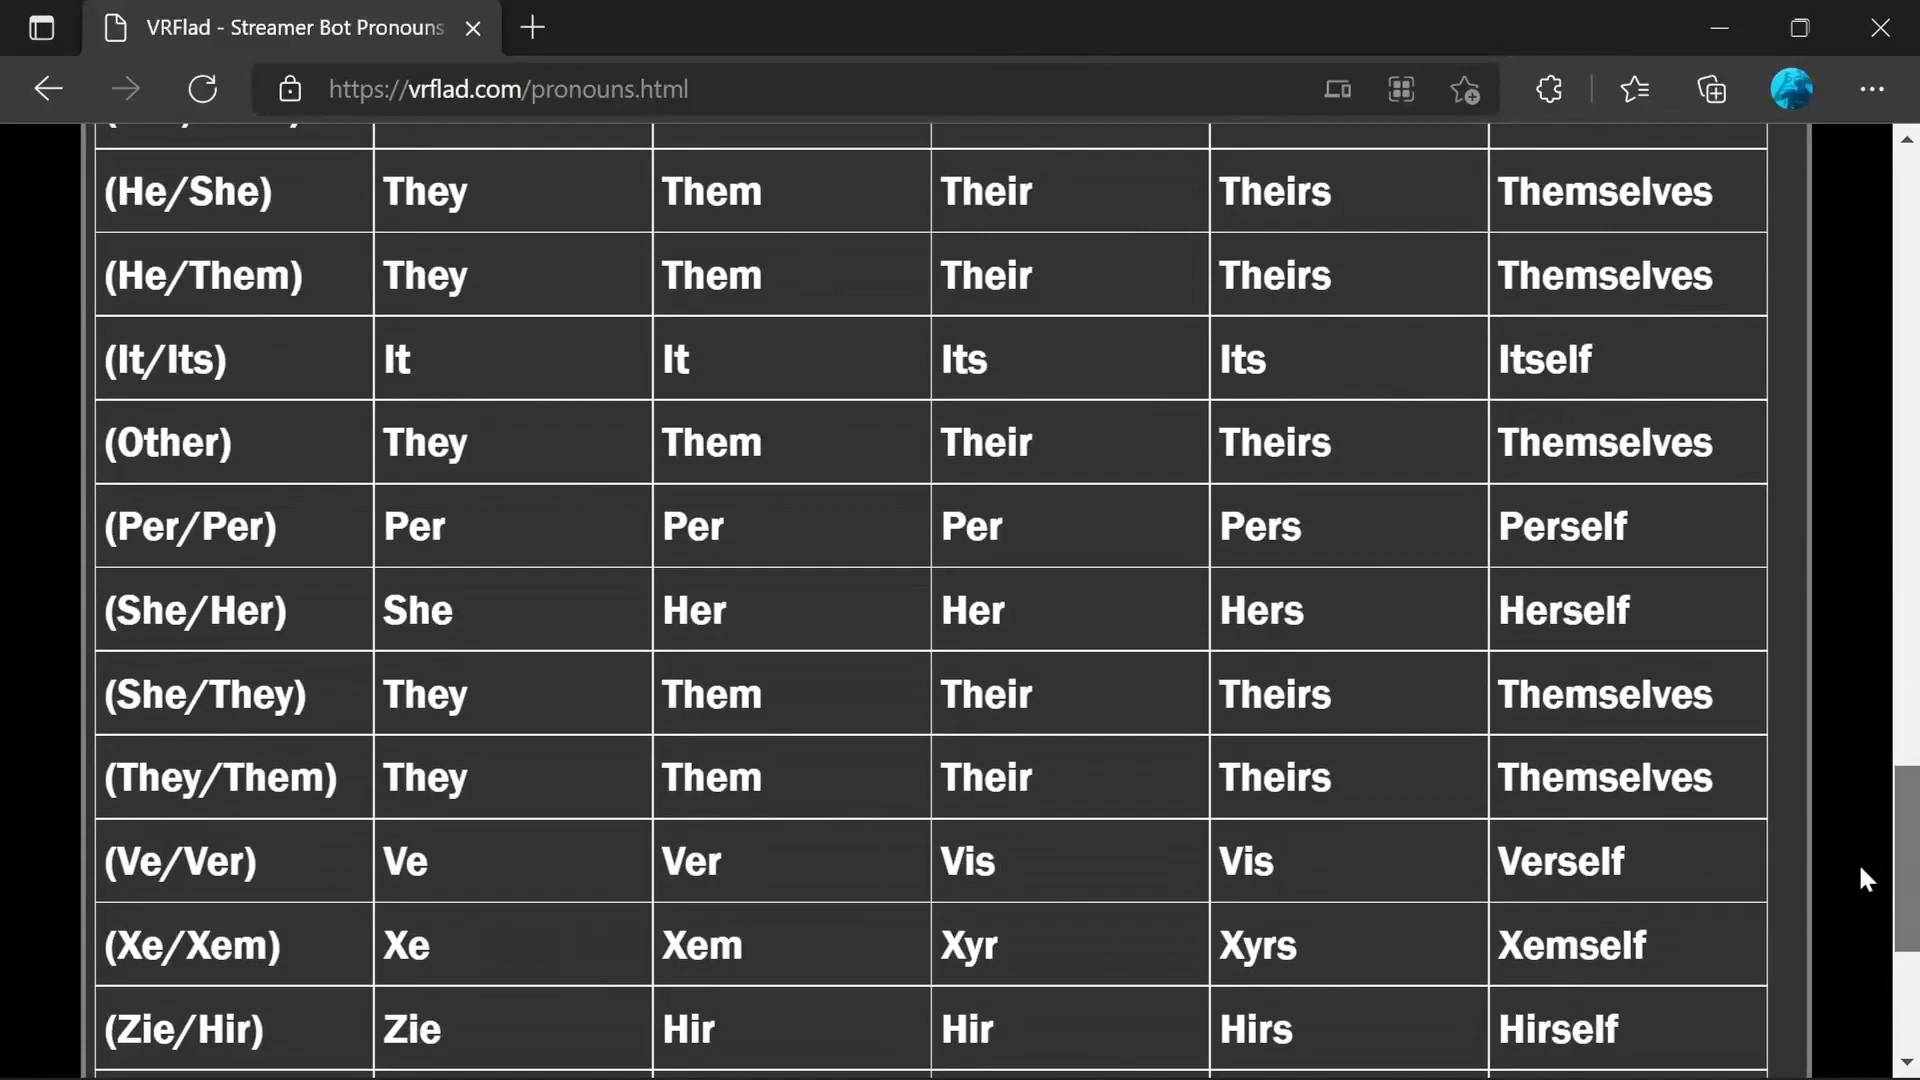 VRFlad - Streamer Bot Pronouns
https://vrflad.com/pronouns.html
(He/She) They Them Their Theirs Themselves
(He/Them) They Them Their Theirs Themselves
(It/Its) It It Its Its Itself
(Other) They Them Their Theirs Themselves
(Per/Per) Per Per Per Pers Perself
(She/Her) She Her Her Hers Herself
(She/They) They Them Their Theirs Themselves
(They/Them) They Them Their Theirs Themselves
(Ve/Ver) Ve Ver Vis Vis Verself
(Xe/Xem) Xe Xem Xyr Xyrs Xemself
(Zie/Hir) Zie Hir Hir Hirs Hirself